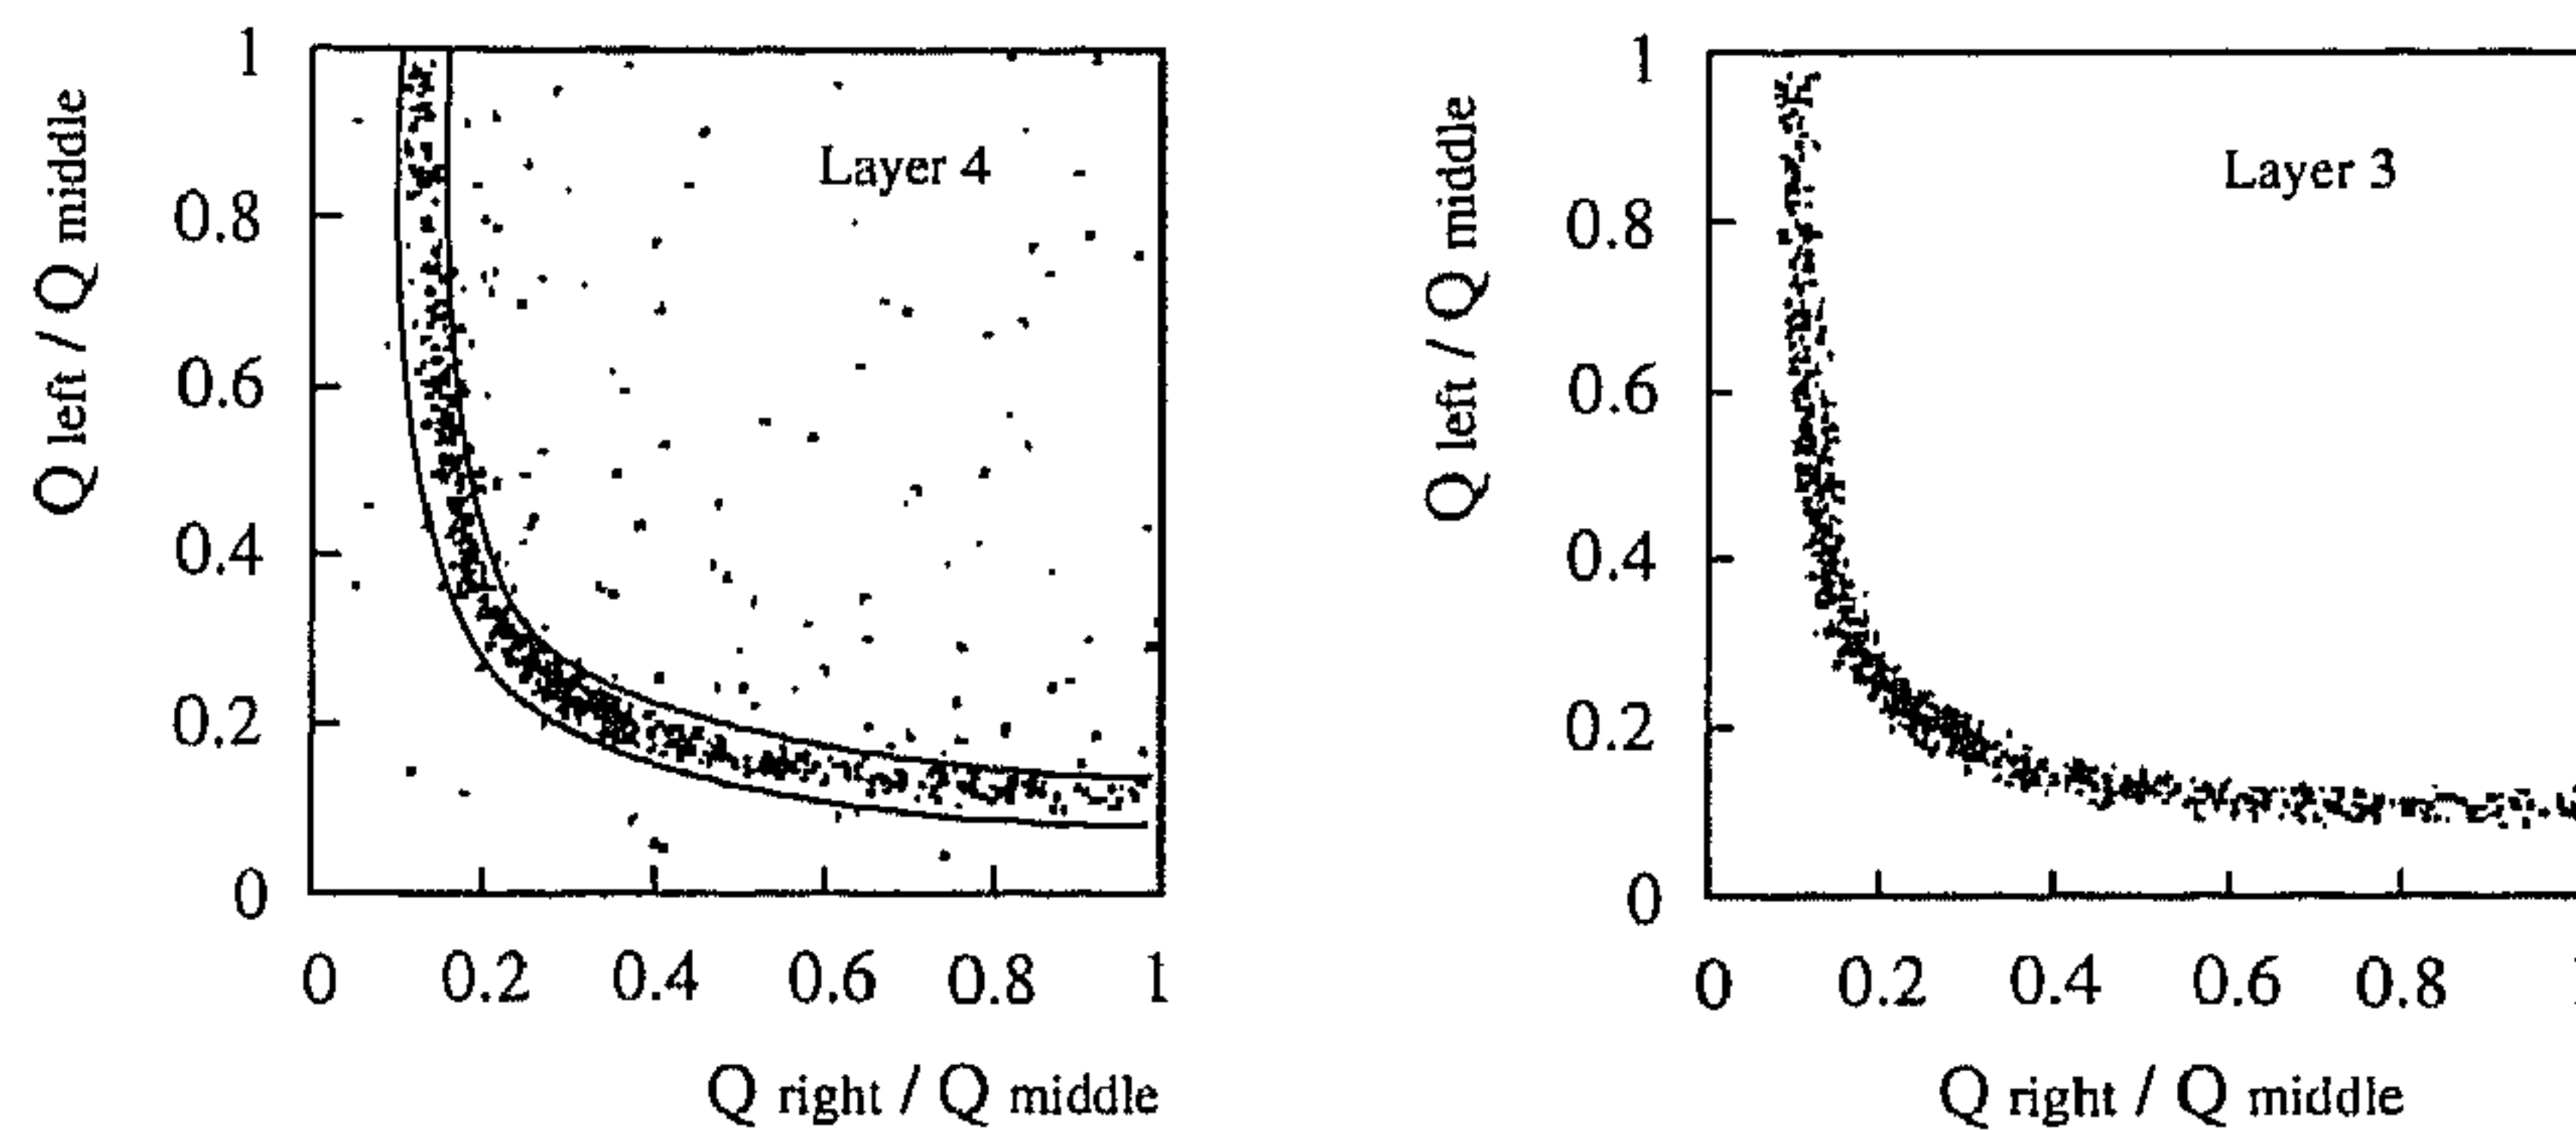 Q left / Q middle
1
0.8
0.6
0.4
0.2
0
Layer 4
0 0.2 0.4 0.6 0.8 1
Q right / Q middle
Q left / Q middle
1
0.8
0.6
0.4
0.2
0
Layer 3
0 0.2 0.4 0.6 0.8
Q right / Q middle